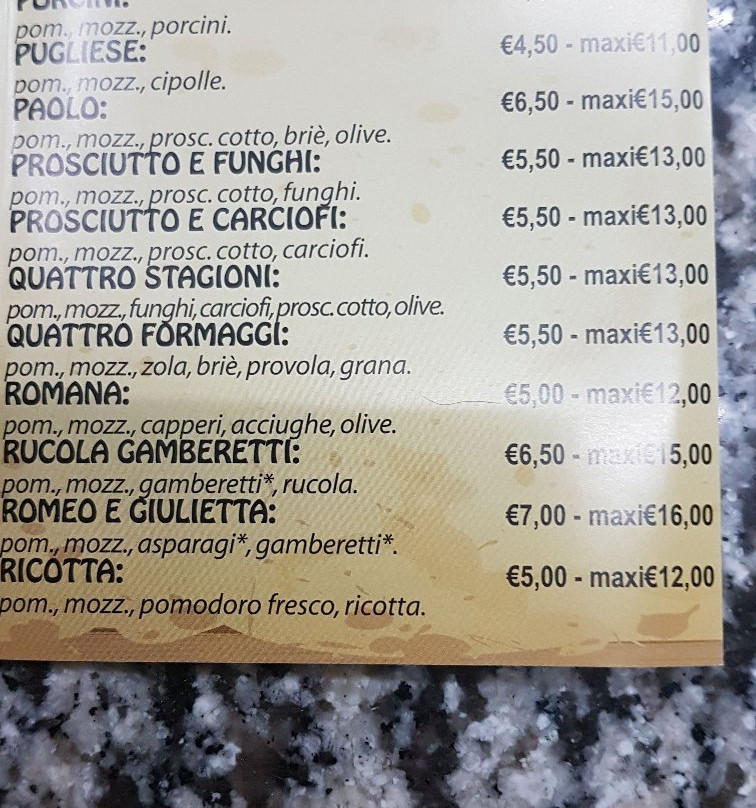 PORCINI:
pom., mozz., porcini.
PUGLIESE: €4,50 - maxi€11,00
pom., mozz., cipolle.
PAOLO: €6,50 - maxi€15,00
pom., mozz., prosc. cotto, briè, olive.
PROSCIUTTO E FUNGHI: €5,50 - maxi€13,00
pom., mozz., prosc. cotto, funghi.
PROSCIUTTO E CARCIOFI: €5,50 - maxi€13,00
pom., mozz., prosc. cotto, carciofi.
QUATTRO STAGIONI: €5,50 - maxi€13,00
pom., mozz., funghi, carciofi, prosc. cotto, olive.
QUATTRO FORMAGGI: €5,50 - maxi€13,00
pom., mozz., zola, briè, provola, grana.
ROMANA: €5,00 - maxi€12,00
pom., mozz., capperi, acciughe, olive.
RUCOLA GAMBERETTI: €6,50 - maxi€15,00
pom., mozz., gamberetti*, rucola.
ROMEO E GIULIETTA: €7,00 - maxi€16,00
pom., mozz., asparagi*, gamberetti*.
RICOTTA: €5,00 - maxi€12,00
pom., mozz., pomodoro fresco, ricotta.